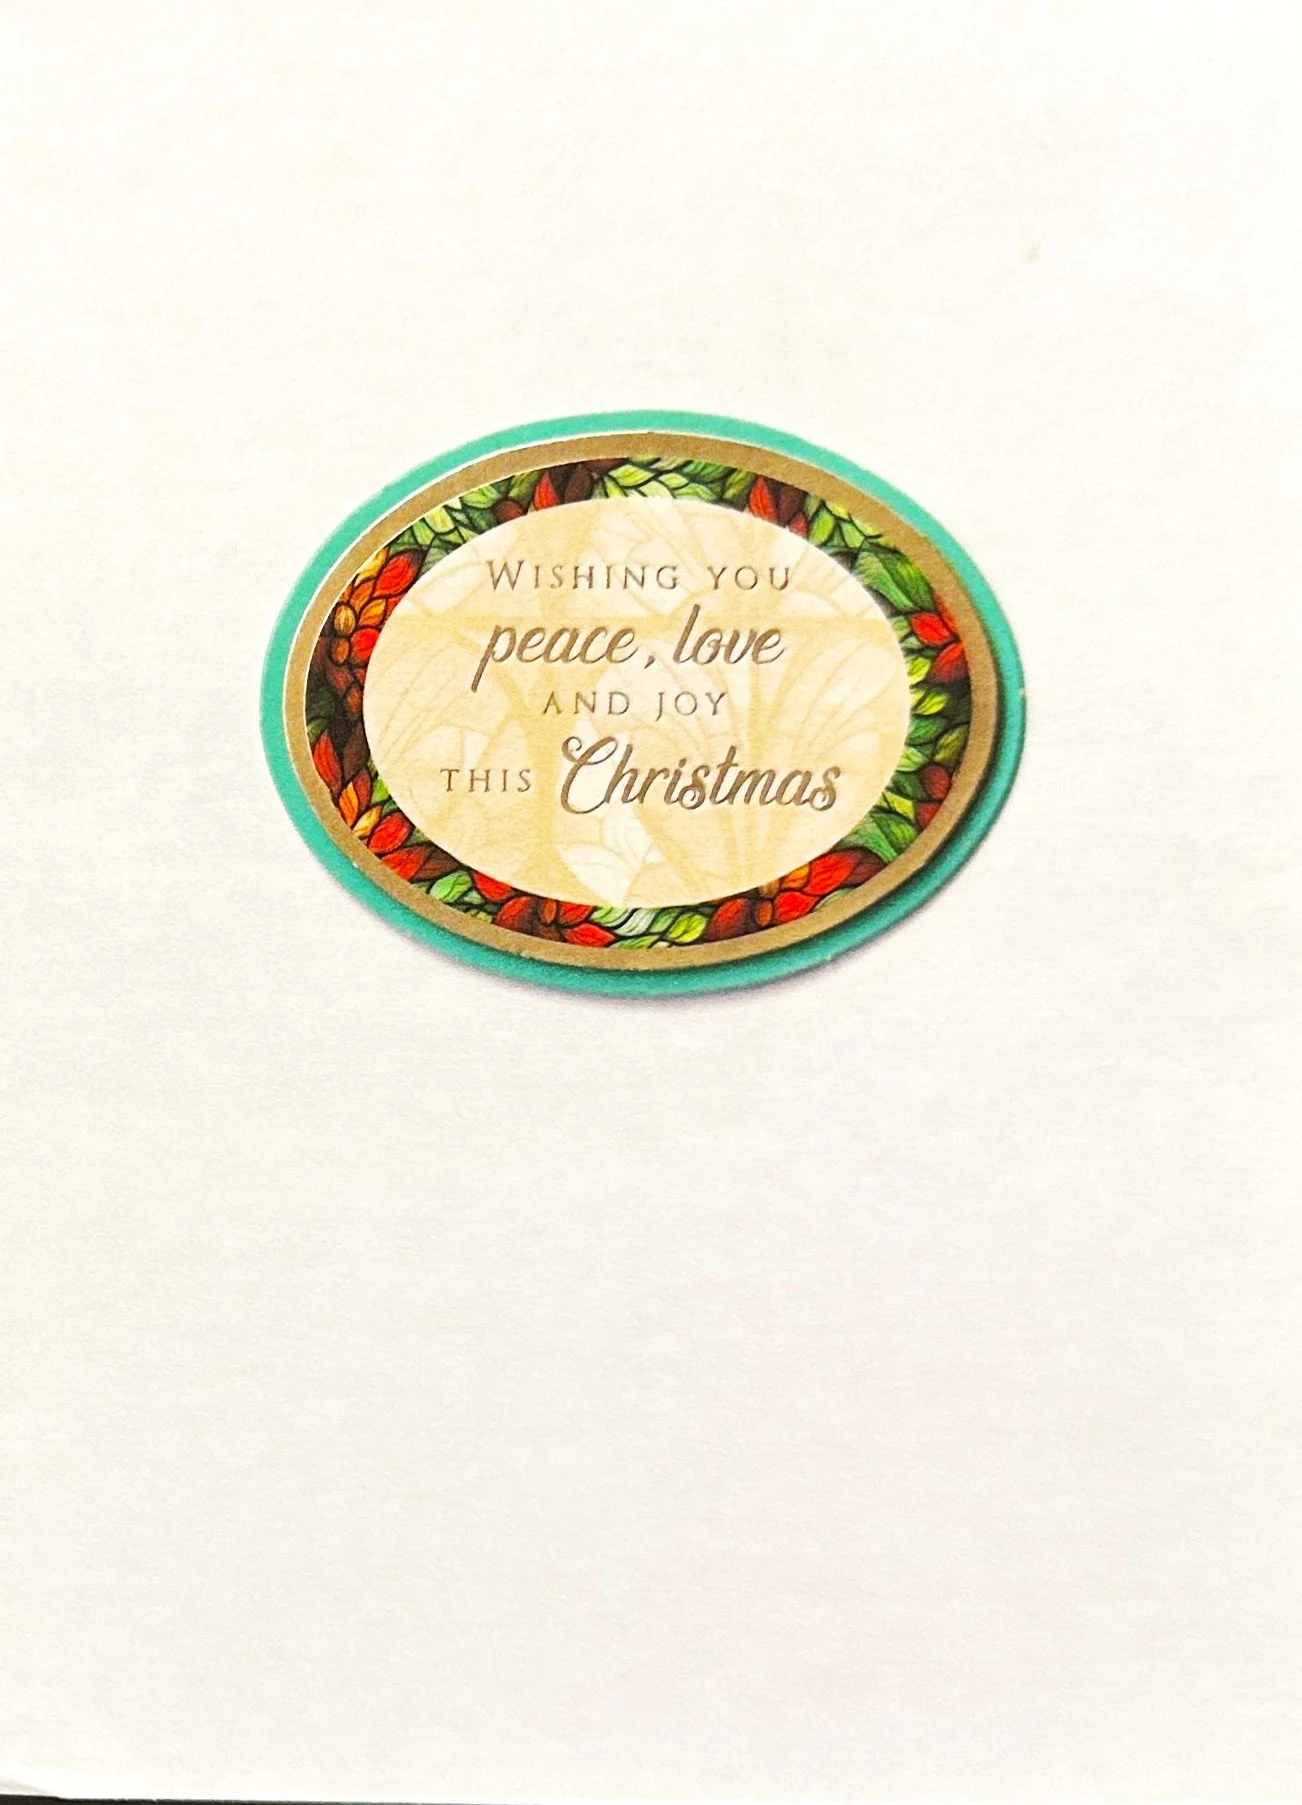 Wishing you
peace, love
and joy
this Christmas